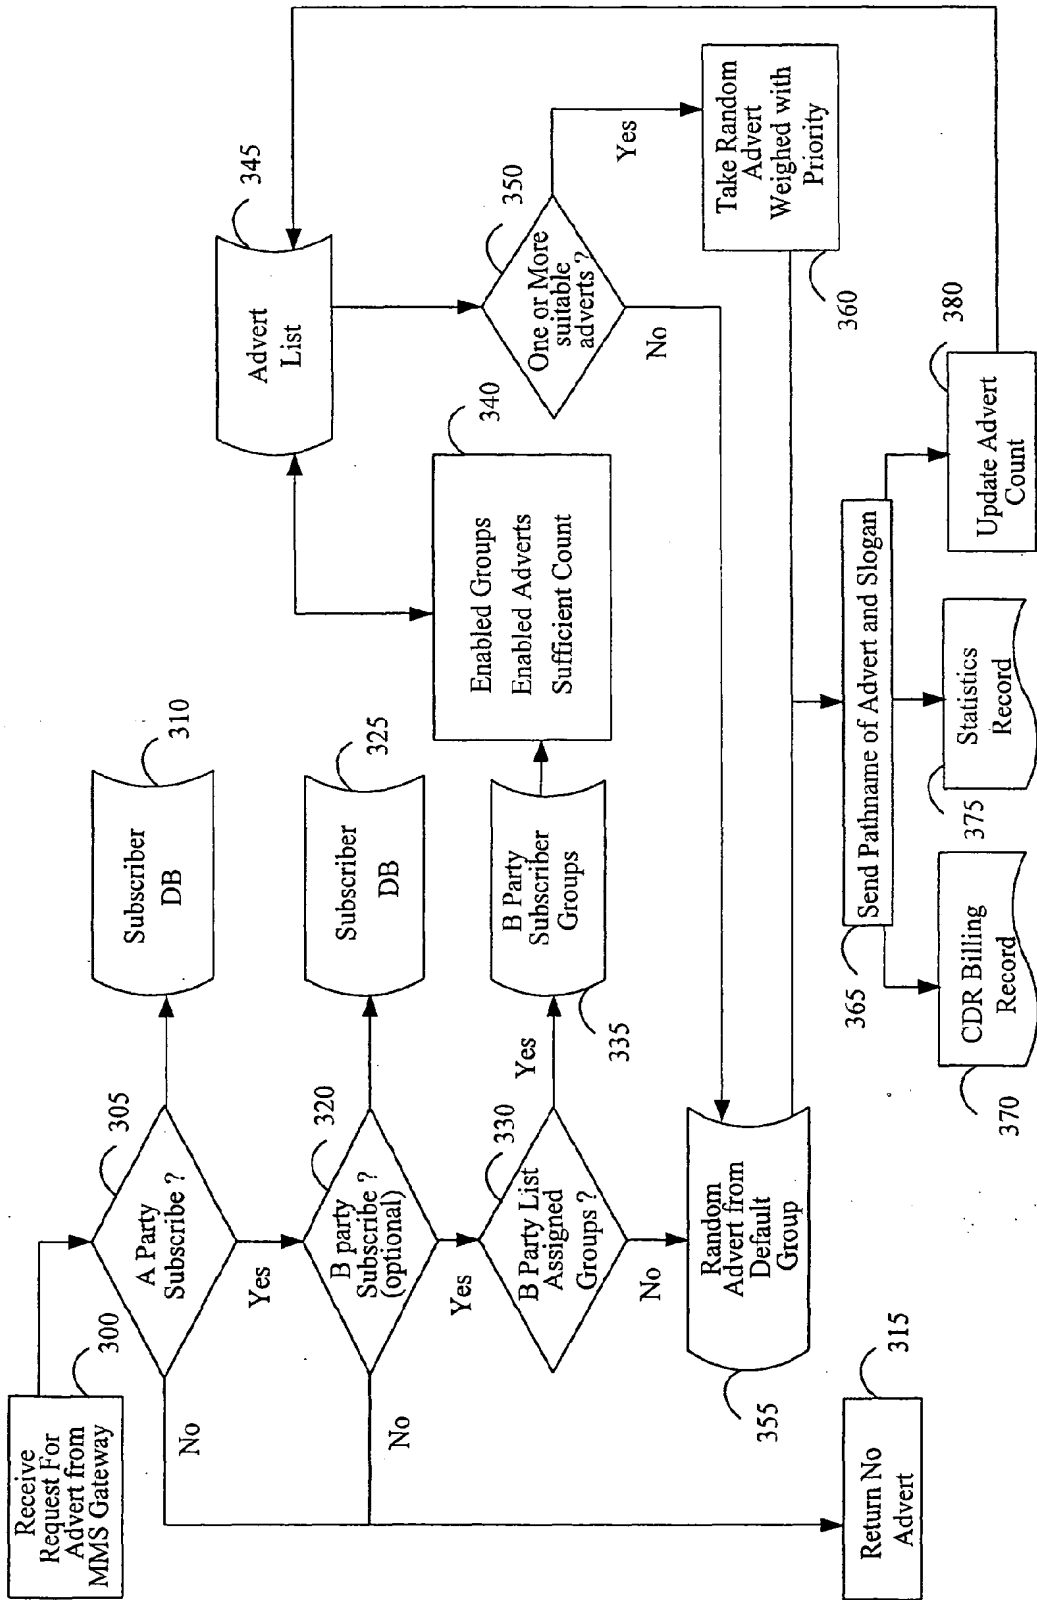 Receive
Request For
Advert from
MMS Gateway
300
A Party
Subscribe ?
305
Subscriber
DB
310
No
Yes
B party
Subscribe ?
(optional)
320
Subscriber
DB
325
No
Yes
B Party List
Assigned
Groups ?
330
Yes
B Party
Subscriber
Groups
335
No
Enabled Groups
Enabled Adverts
Sufficient Count
340
Advert
List
345
One or More
suitable
adverts ?
350
Yes
No
Take Random
Advert
Weighed with
Priority
360
Random
Advert from
Default
Group
355
Return No
Advert
315
Send Pathname of Advert and Slogan
365
CDR Billing
Record
370
Statistics
Record
375
Update Advert
Count
380